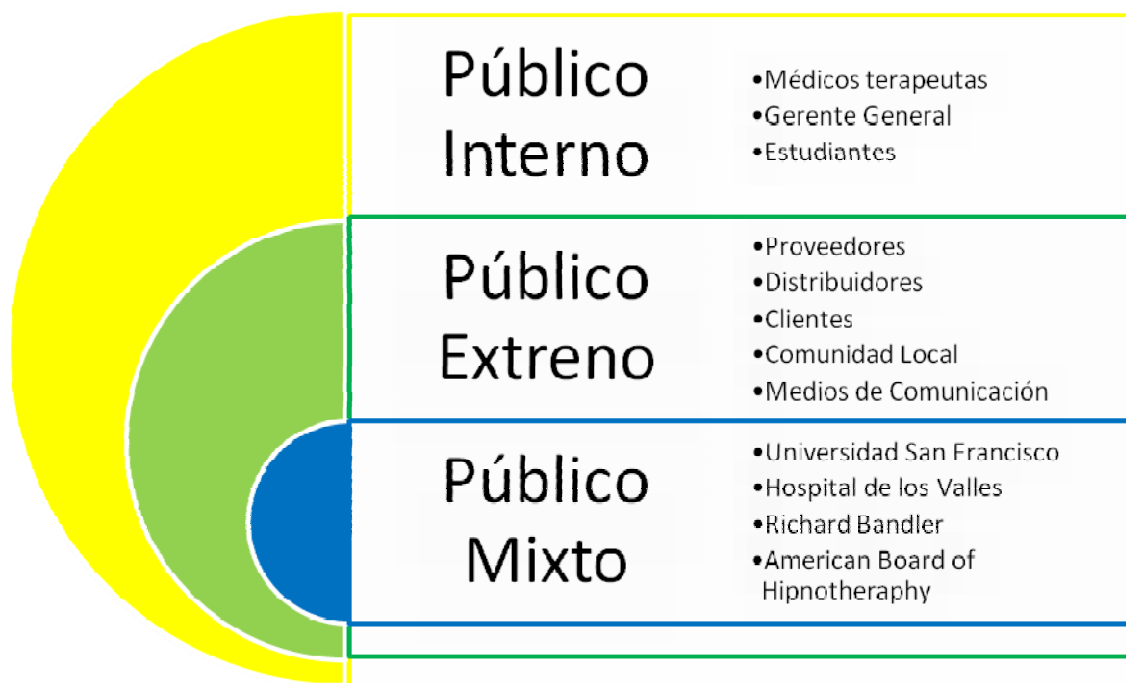 Público
Interno
•Médicos terapeutas
•Gerente General
•Estudiantes
Público
Extreno
•Proveedores
•Distribuidores
•Clientes
•Comunidad Local
•Medios de Comunicación
Público
Mixto
•Universidad San Francisco
•Hospital de los Valles
•Richard Bandler
•American Board of
Hipnotheraphy